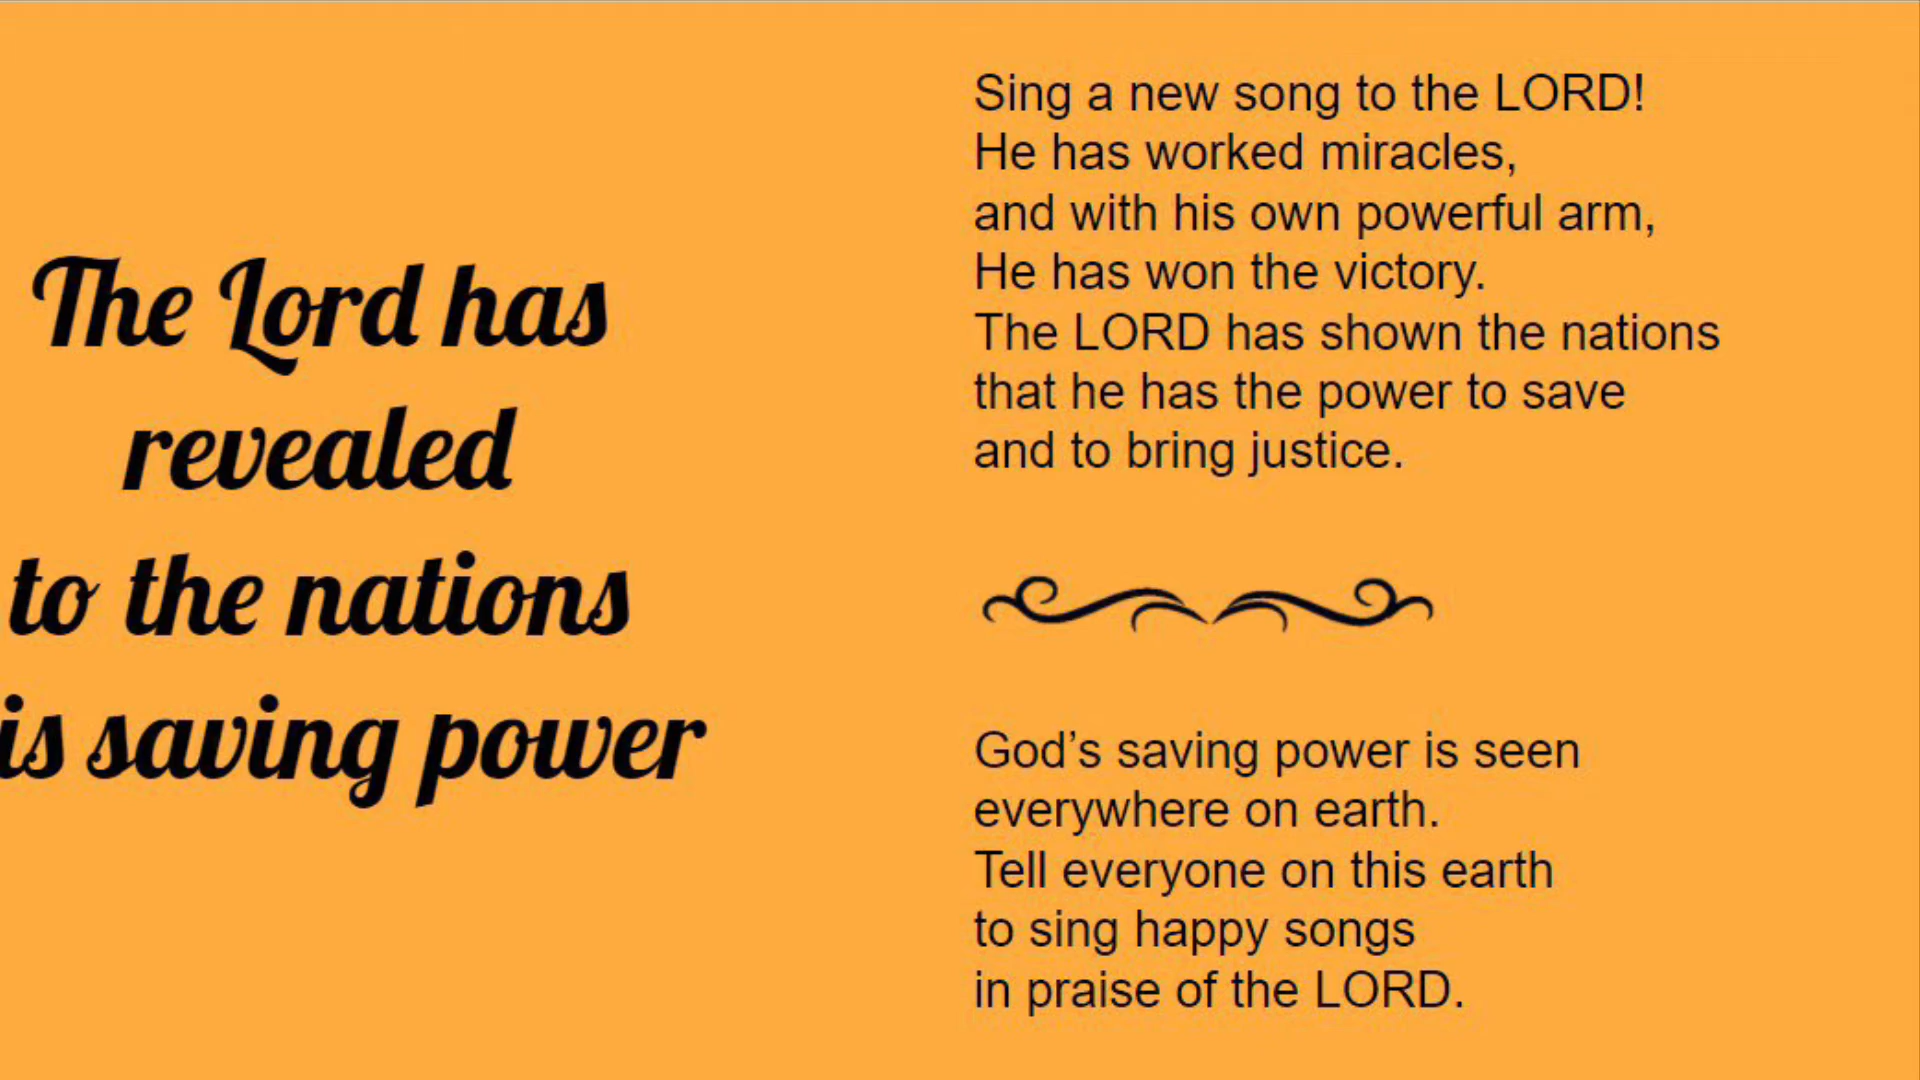 The Lord has
revealed
to the nations
is saving power
Sing a new song to the LORD!
He has worked miracles,
and with his own powerful arm,
He has won the victory.
The LORD has shown the nations
that he has the power to save
and to bring justice.
God’s saving power is seen
everywhere on earth.
Tell everyone on this earth
to sing happy songs
in praise of the LORD.